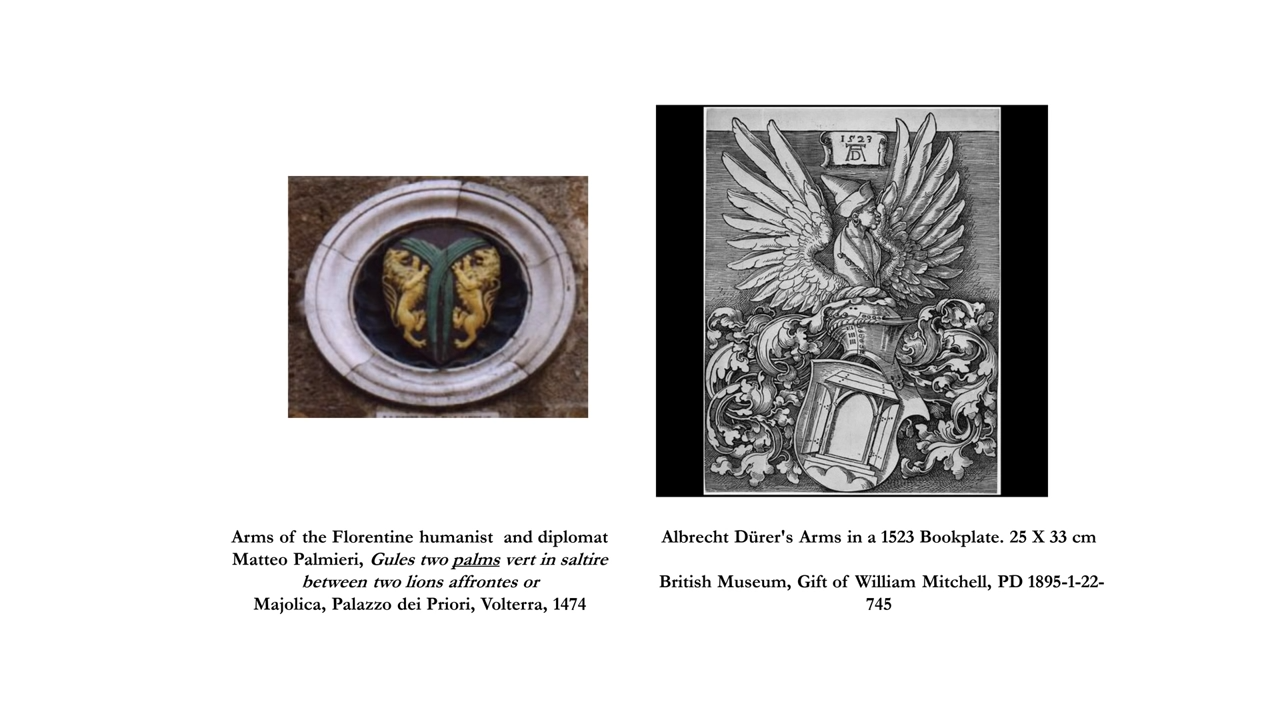 1523
AD
Arms of the Florentine humanist and diplomat
Matteo Palmieri, Gules two palms vert in saltire
between two lions affrontes or
Majolica, Palazzo dei Priori, Volterra, 1474
Albrecht Dürer's Arms in a 1523 Bookplate. 25 X 33 cm
British Museum, Gift of William Mitchell, PD 1895-1-22-
745